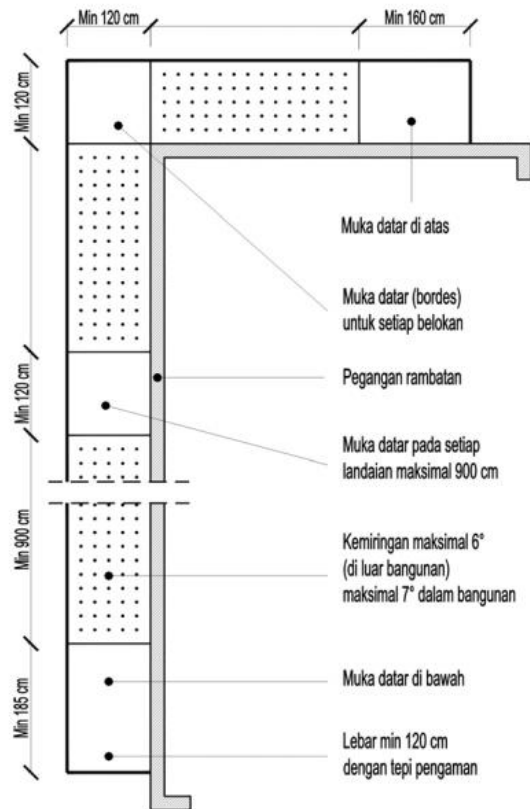 Min 120 cm
Min 160 cm
Min 120 cm
Muka datar di atas
Muka datar (bordes)
untuk setiap belokan
Pegangan rambatan
Min 120 cm
Muka datar pada setiap
landaian maksimal 900 cm
Min 900 cm
Kemiringan maksimal 6°
(di luar bangunan)
maksimal 7° dalam bangunan
Min 185 cm
Muka datar di bawah
Lebar min 120 cm
dengan tepi pengaman